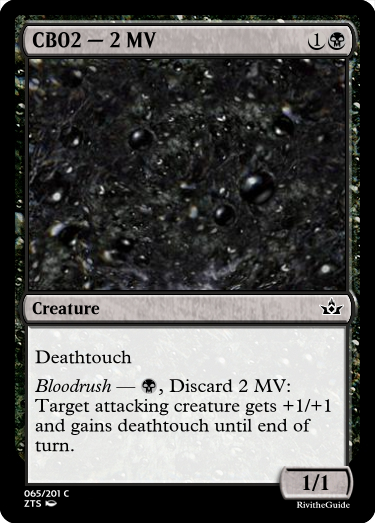 CBO2 — 2 MV 1
Creature
Deathtouch
Bloodrush — , Discard 2 MV:
Target attacking creature gets +1/+1
and gains deathtouch until end of
turn.
1/1
065/201 C
ZTS
RivitheGuide